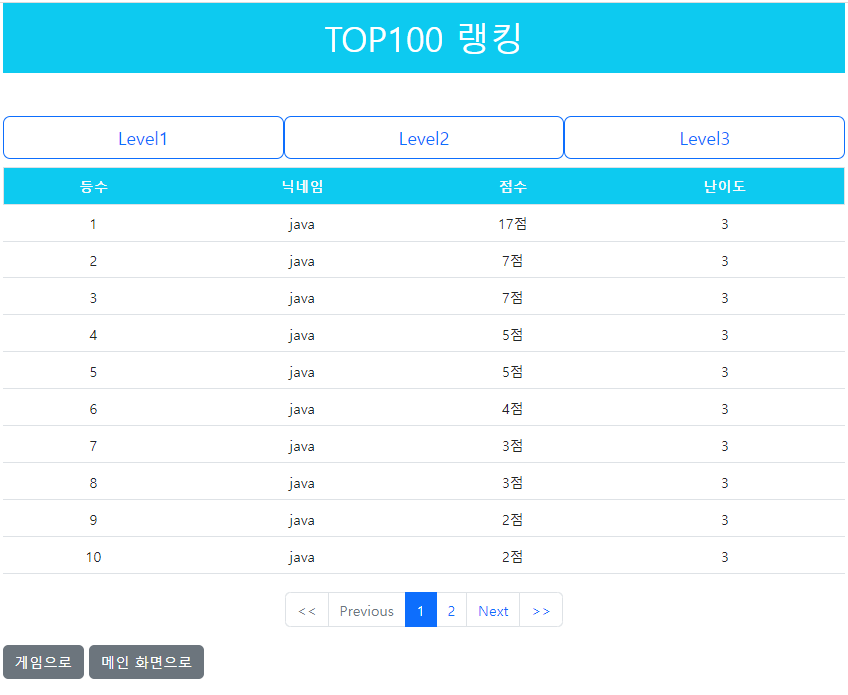 TOP100 랭킹
Level1 Level2 Level3
등수 닉네임 점수 난이도
1 java 17점 3
2 java 7점 3
3 java 7점 3
4 java 5점 3
5 java 5점 3
6 java 4점 3
7 java 3점 3
8 java 3점 3
9 java 2점 3
10 java 2점 3
<< Previous 1 2 Next >>
게임으로 메인 화면으로